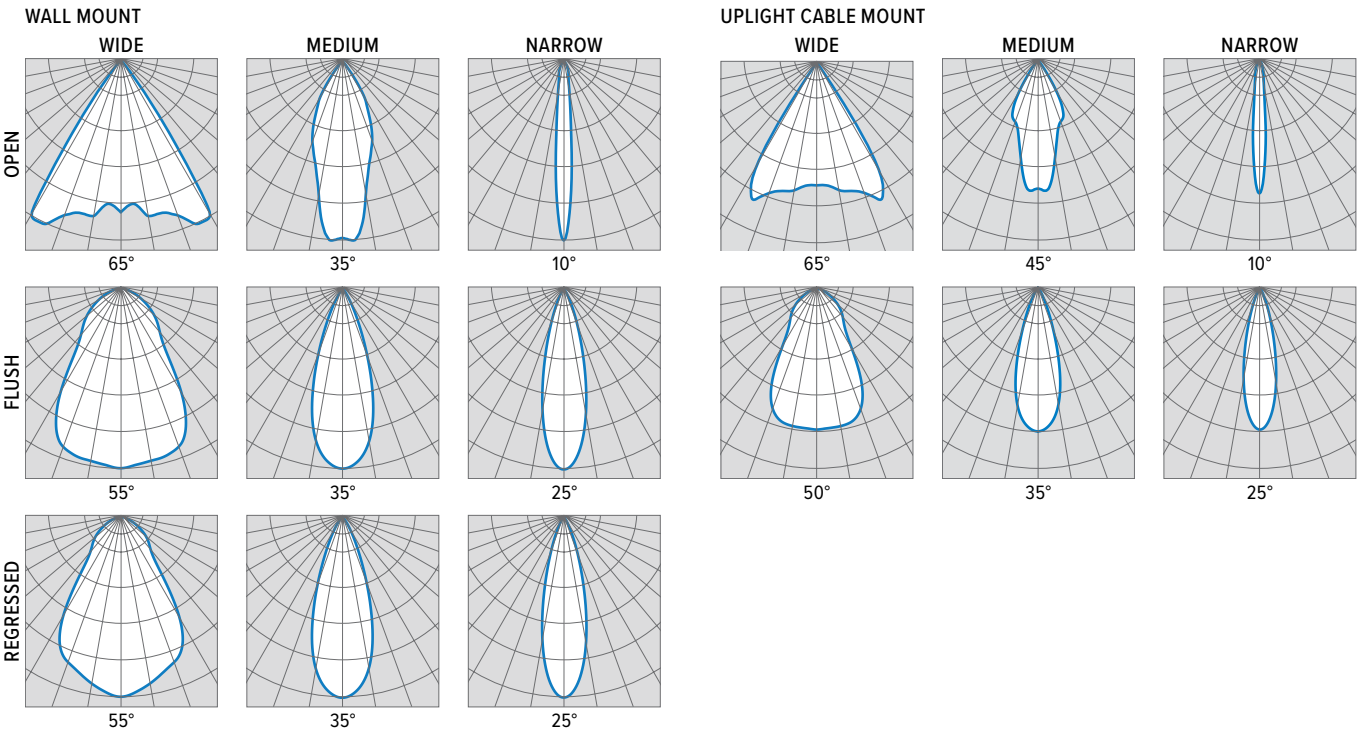 WALL MOUNT
WIDE MEDIUM NARROW
OPEN
65° 35° 10°
FLUSH
55° 35° 25°
REGRESSED
55° 35° 25°
UPLIGHT CABLE MOUNT
WIDE MEDIUM NARROW
65° 45° 10°
50° 35° 25°